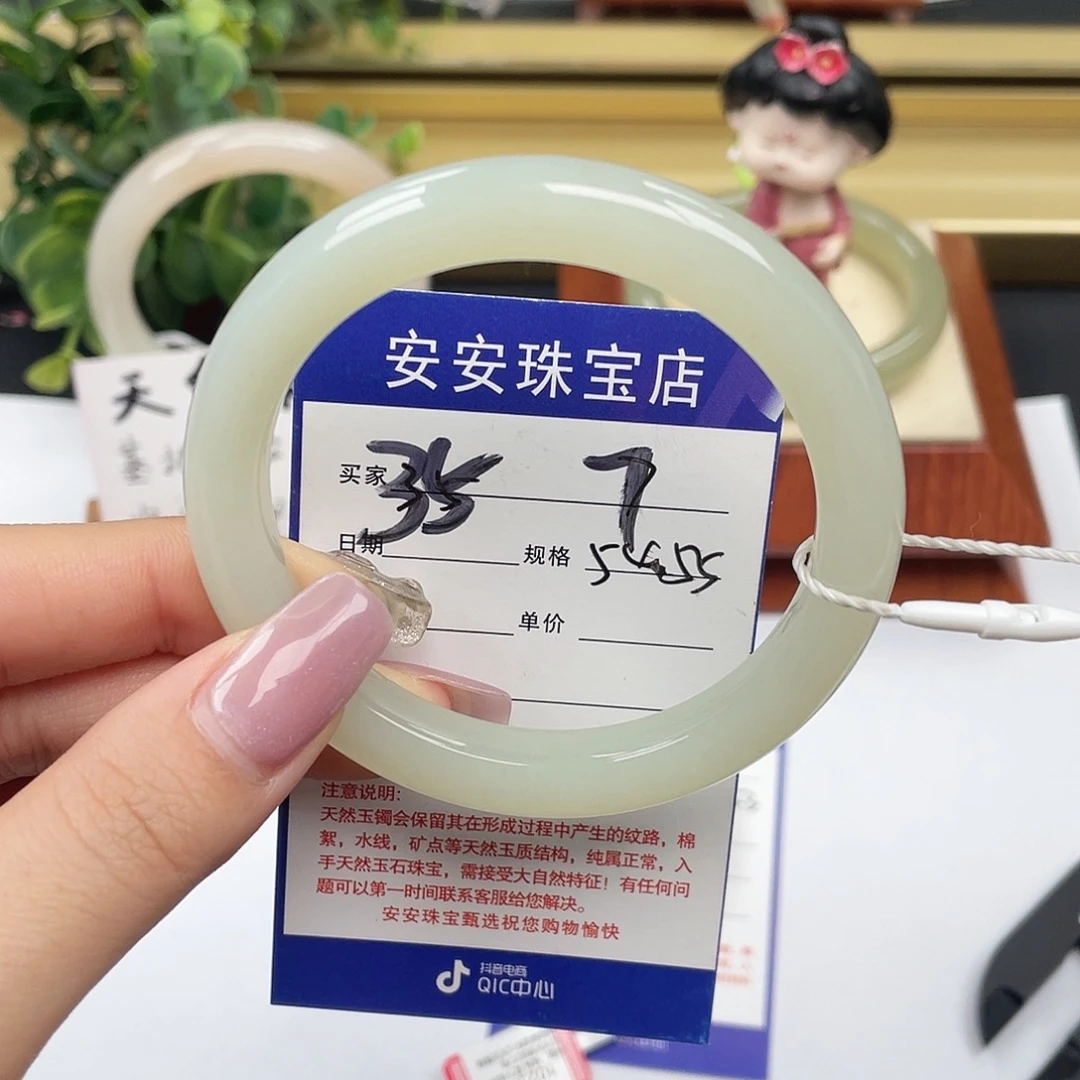 安安珠宝店
买家 35 7
日期 规格
单价
注意说明:
天然玉镯会保留其在形成过程中产生的纹路，棉
絮，水线，矿点等天然玉质结构，纯属正常，入
手天然玉石珠宝，需接受大自然特征！有任何问
题可以第一时间联系客服给您解决。
安安珠宝甄选祝您购物愉快
抖音电商
QIC中心
天